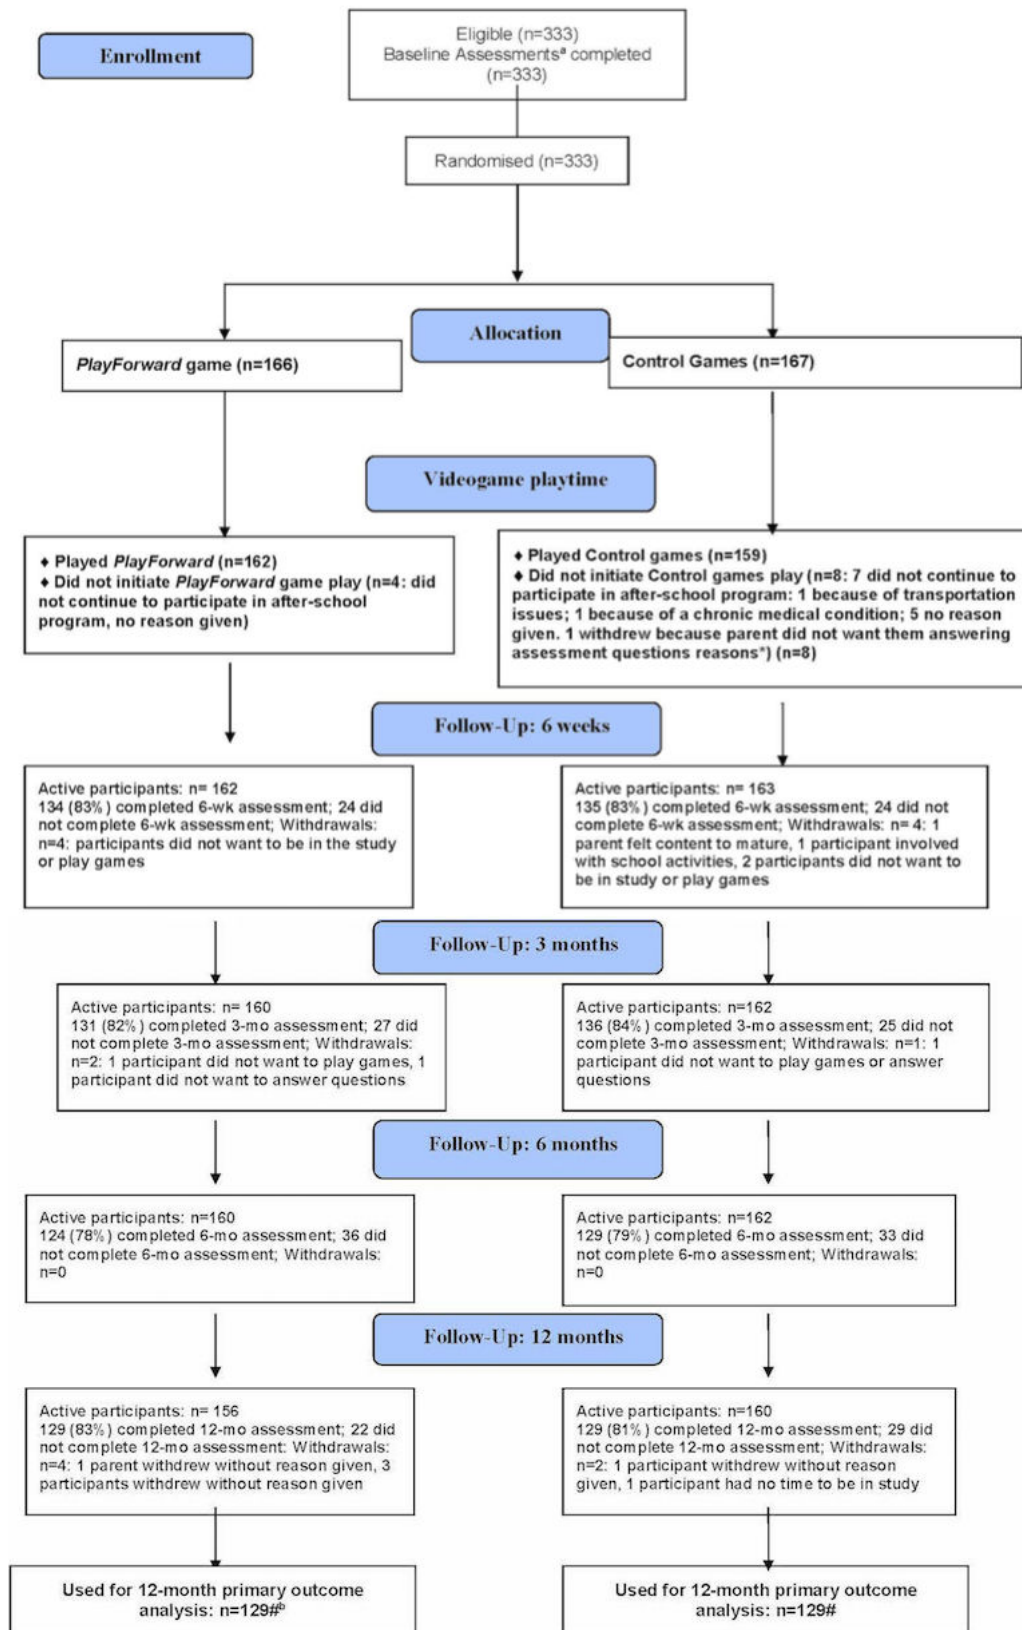 Enrollment
Eligible (n=333)
Baseline Assessmentsª completed
(n=333)
Randomised (n=333)
Allocation
PlayForward game (n=166)
Control Games (n=167)
Videogame playtime
♦ Played PlayForward (n=162)
♦ Did not initiate PlayForward game play (n=4: did
not continue to participate in after-school
program, no reason given)
♦ Played Control games (n=159)
♦ Did not initiate Control games play (n=8: 7 did not continue to
participate in after-school program: 1 because of transportation
issues; 1 because of a chronic medical condition; 5 no reason
given. 1 withdrew because parent did not want them answering
assessment questions reasons*) (n=8)
Follow-Up: 6 weeks
Active participants: n= 162
134 (83%) completed 6-wk assessment; 24 did
not complete 6-wk assessment; Withdrawals:
n=4: participants did not want to be in the study
or play games
Active participants: n= 163
135 (83%) completed 6-wk assessment; 24 did
not complete 6-wk assessment; Withdrawals: n= 4: 1
parent felt content to mature, 1 participant involved
with school activities, 2 participants did not want to
be in study or play games
Follow-Up: 3 months
Active participants: n= 160
131 (82%) completed 3-mo assessment; 27 did
not complete 3-mo assessment; Withdrawals:
n=2: 1 participant did not want to play games, 1
participant did not want to answer questions
Active participants: n=162
136 (84%) completed 3-mo assessment; 25 did not
complete 3-mo assessment; Withdrawals: n=1: 1
participant did not want to play games or answer
questions
Follow-Up: 6 months
Active participants: n=160
124 (78%) completed 6-mo assessment; 36 did
not complete 6-mo assessment; Withdrawals:
n=0
Active participants: n=162
129 (79%) completed 6-mo assessment; 33 did
not complete 6-mo assessment; Withdrawals:
n=0
Follow-Up: 12 months
Active participants: n= 156
129 (83%) completed 12-mo assessment; 22 did
not complete 12-mo assessment: Withdrawals:
n=4: 1 parent withdrew without reason given, 3
participants withdrew without reason given
Active participants: n=160
129 (81%) completed 12-mo assessment; 29 did
not complete 12-mo assessment; Withdrawals:
n=2: 1 participant withdrew without reason
given, 1 participant had no time to be in study
Used for 12-month primary outcome
analysis: n=129#ᵇ
Used for 12-month primary outcome
analysis: n=129#